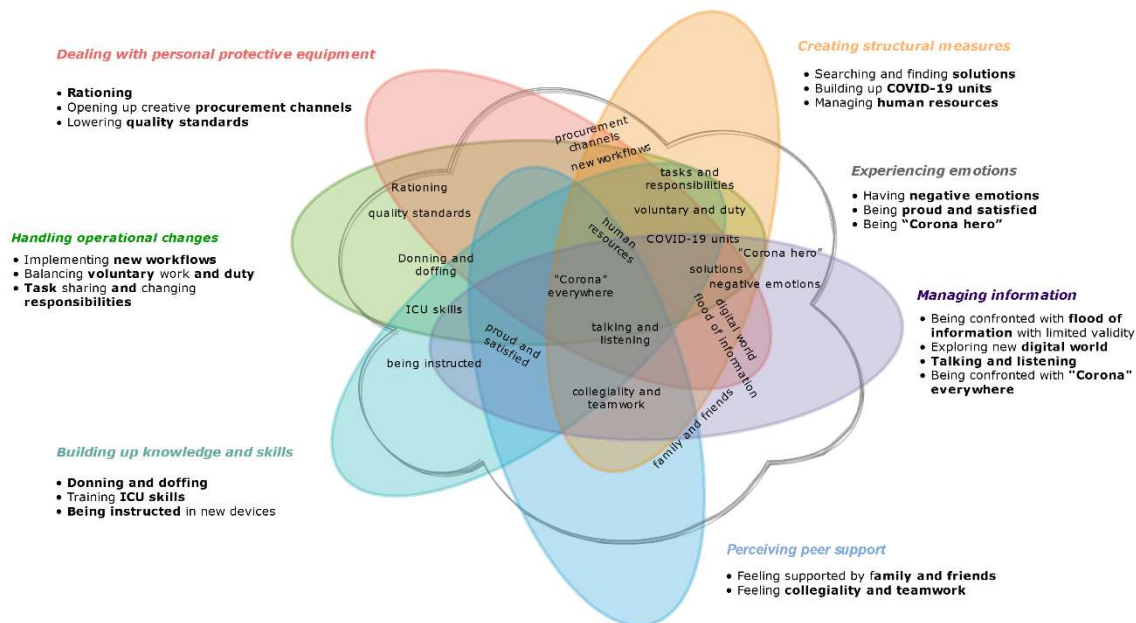 Dealing with personal protective equipment
• Rationing
• Opening up creative procurement channels
• Lowering quality standards
Creating structural measures
• Searching and finding solutions
• Building up COVID-19 units
• Managing human resources
Experiencing emotions
• Having negative emotions
• Being proud and satisfied
• Being “Corona hero”
Handling operational changes
• Implementing new workflows
• Balancing voluntary work and duty
• Task sharing and changing
responsibilities
Managing information
• Being confronted with flood of
information with limited validity
• Exploring new digital world
• Talking and listening
• Being confronted with "Corona"
everywhere
Building up knowledge and skills
• Donning and doffing
• Training ICU skills
• Being instructed in new devices
Perceiving peer support
• Feeling supported by family and friends
• Feeling collegiality and teamwork
procurement
channels
new workflows
tasks and
responsibilities
Rationing
quality standards
voluntary and duty
human
resources
COVID-19 units
"Corona hero"
Donning and
doffing
solutions
negative emotions
"Corona"
everywhere
ICU skills
digital world
flood of information
talking and
listening
proud and
satisfied
being instructed
collegiality and
teamwork
family and friends